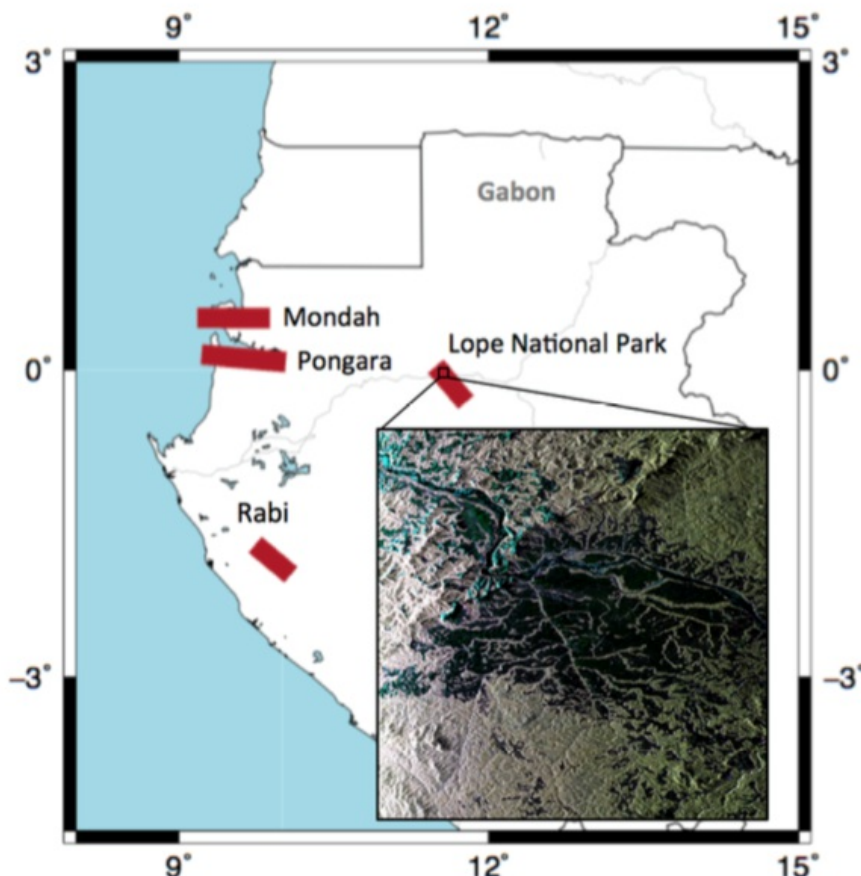 9° 12° 15°
3° 3°
Gabon
Mondah
Lope National Park
Pongara
0° 0°
Rabi
−3° −3°
9° 12° 15°